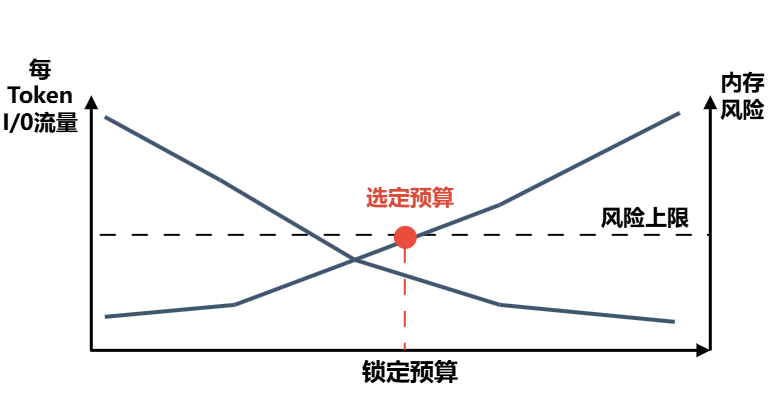 每
Token
I/0流量
内存
风险
选定预算
风险上限
锁定预算